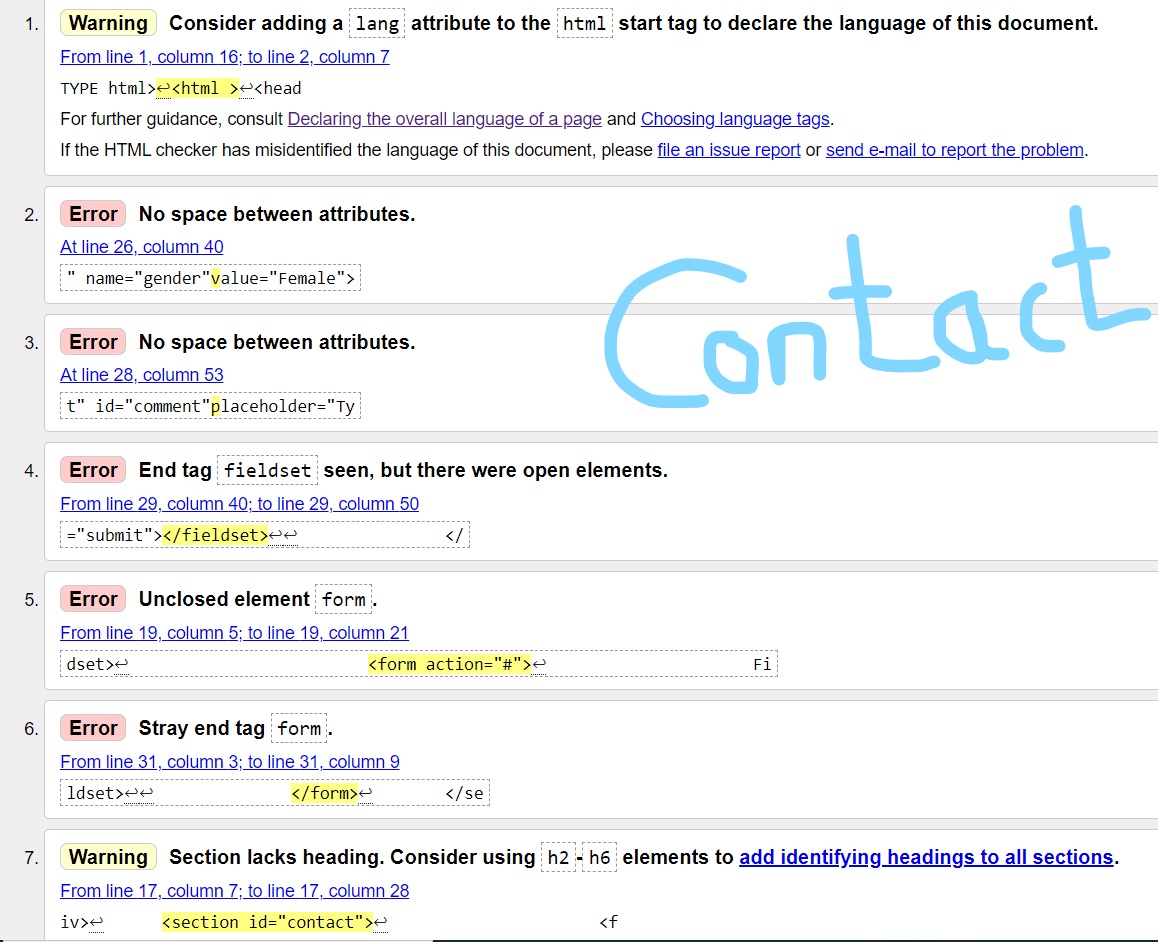 1. Warning Consider adding a lang attribute to the html start tag to declare the language of this document.
From line 1, column 16; to line 2, column 7
TYPE html>↩<html >↩<head
For further guidance, consult Declaring the overall language of a page and Choosing language tags.
If the HTML checker has misidentified the language of this document, please file an issue report or send e-mail to report the problem.
2. Error No space between attributes.
At line 26, column 40
" name="gender"value="Female">
3. Error No space between attributes.
At line 28, column 53
t" id="comment"placeholder="Ty
Contact
4. Error End tag fieldset seen, but there were open elements.
From line 29, column 40; to line 29, column 50
="submit"></fieldset>↩↩ </
5. Error Unclosed element form.
From line 19, column 5; to line 19, column 21
dset>↩ <form action="#">↩ Fi
6. Error Stray end tag form.
From line 31, column 3; to line 31, column 9
ldset>↩↩ </form>↩ </se
7. Warning Section lacks heading. Consider using h2-h6 elements to add identifying headings to all sections.
From line 17, column 7; to line 17, column 28
iv>↩ <section id="contact">↩ <f